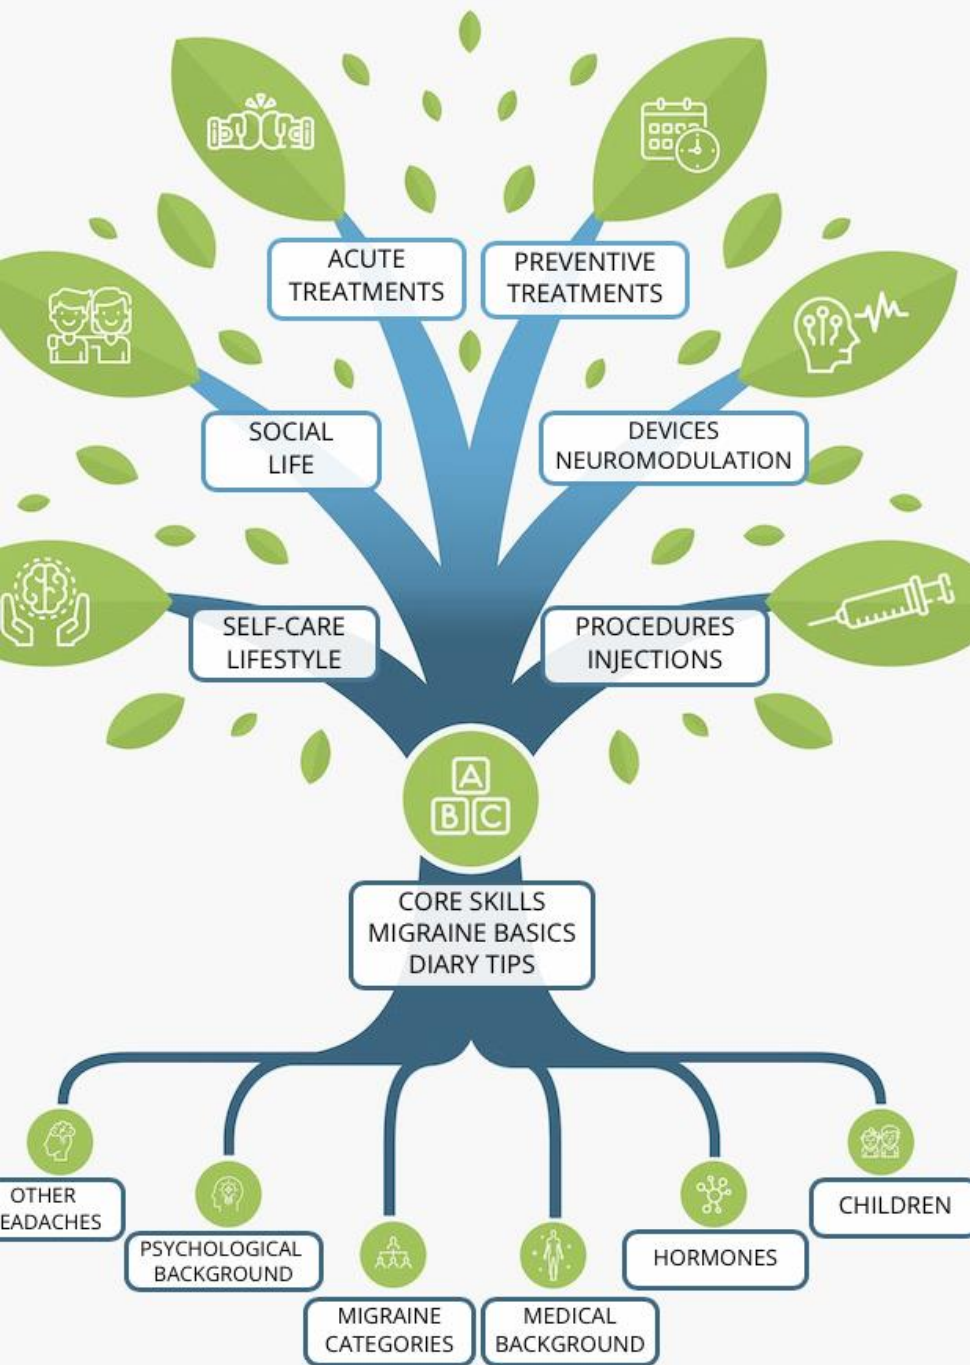 ACUTE
TREATMENTS
PREVENTIVE
TREATMENTS
SOCIAL
LIFE
DEVICES
NEUROMODULATION
SELF-CARE
LIFESTYLE
PROCEDURES
INJECTIONS
A
B C
CORE SKILLS
MIGRAINE BASICS
DIARY TIPS
OTHER
EADACHES
PSYCHOLOGICAL
BACKGROUND
MIGRAINE
CATEGORIES
MEDICAL
BACKGROUND
HORMONES
CHILDREN